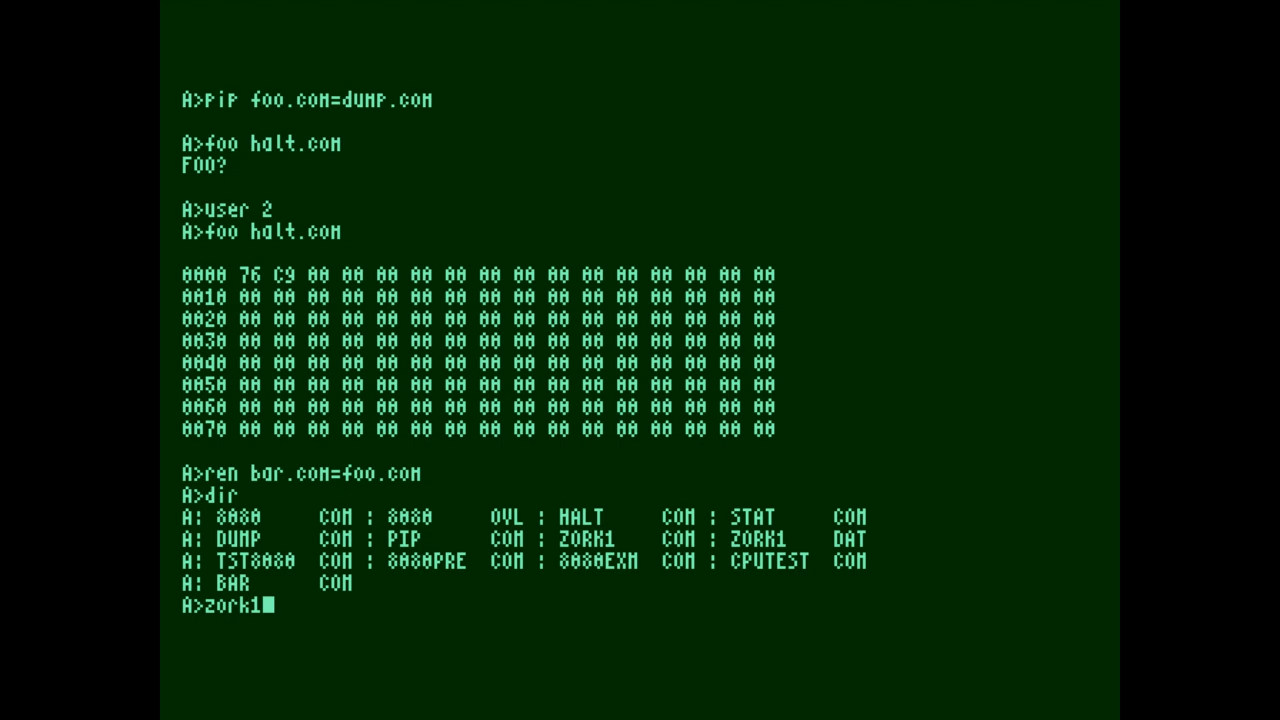 A>pip foo.com=dump.com
A>foo halt.com
FOO?
A>user 2
A>foo halt.com
0000 76 C9 00 00 00 00 00 00 00 00 00 00 00 00 00 00
0010 00 00 00 00 00 00 00 00 00 00 00 00 00 00 00 00
0020 00 00 00 00 00 00 00 00 00 00 00 00 00 00 00 00
0030 00 00 00 00 00 00 00 00 00 00 00 00 00 00 00 00
0040 00 00 00 00 00 00 00 00 00 00 00 00 00 00 00 00
0050 00 00 00 00 00 00 00 00 00 00 00 00 00 00 00 00
0060 00 00 00 00 00 00 00 00 00 00 00 00 00 00 00 00
0070 00 00 00 00 00 00 00 00 00 00 00 00 00 00 00 00
A>ren bar.com=foo.com
A>dir
A: 8080     COM : 8080     OVL : HALT     COM : STAT     COM
A: DUMP     COM : PIP      COM : ZORK1    COM : ZORK1    DAT
A: TST8080  COM : 8080PRE  COM : 8080EXM  COM : CPUTEST  COM
A: BAR      COM
A>zork1